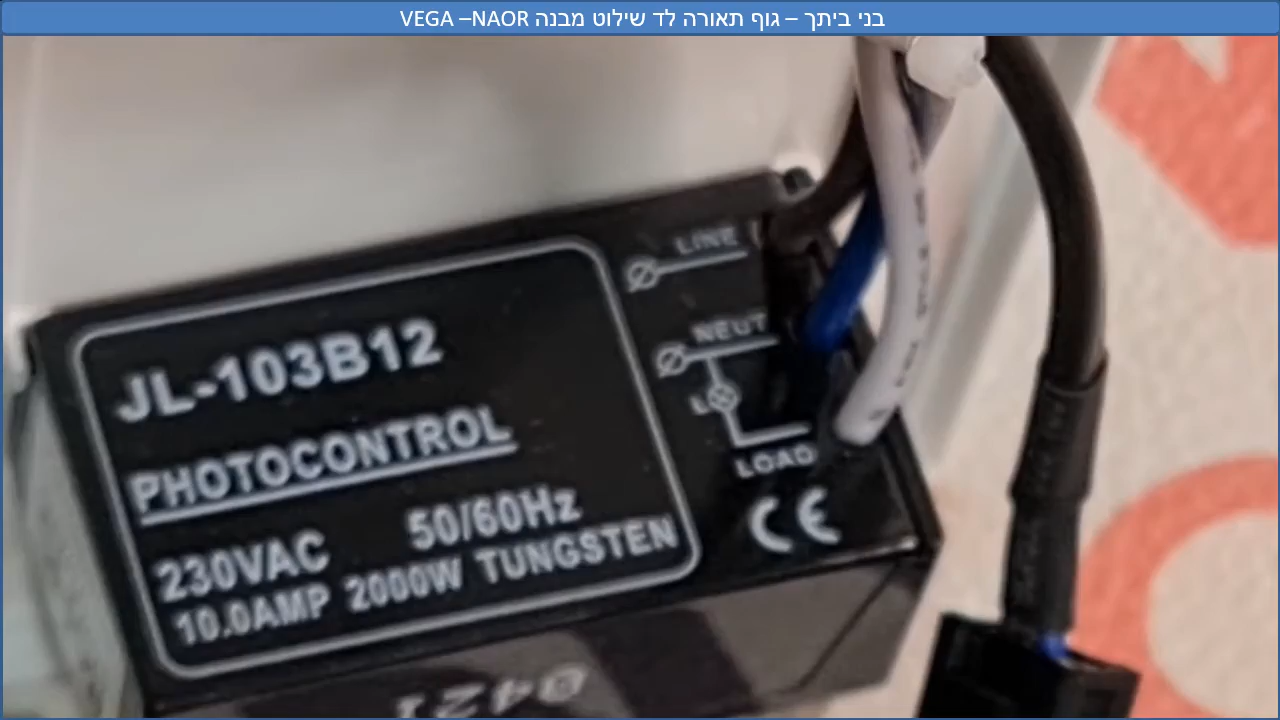 בני ביתך – גוף תאורה לד שילוט מבנה VEGA –NAOR
JL-103B12
PHOTOCONTROL
230VAC 50/60Hz
10.0AMP 2000W TUNGSTEN
LINE
NEUT
LOAD
CE
0421